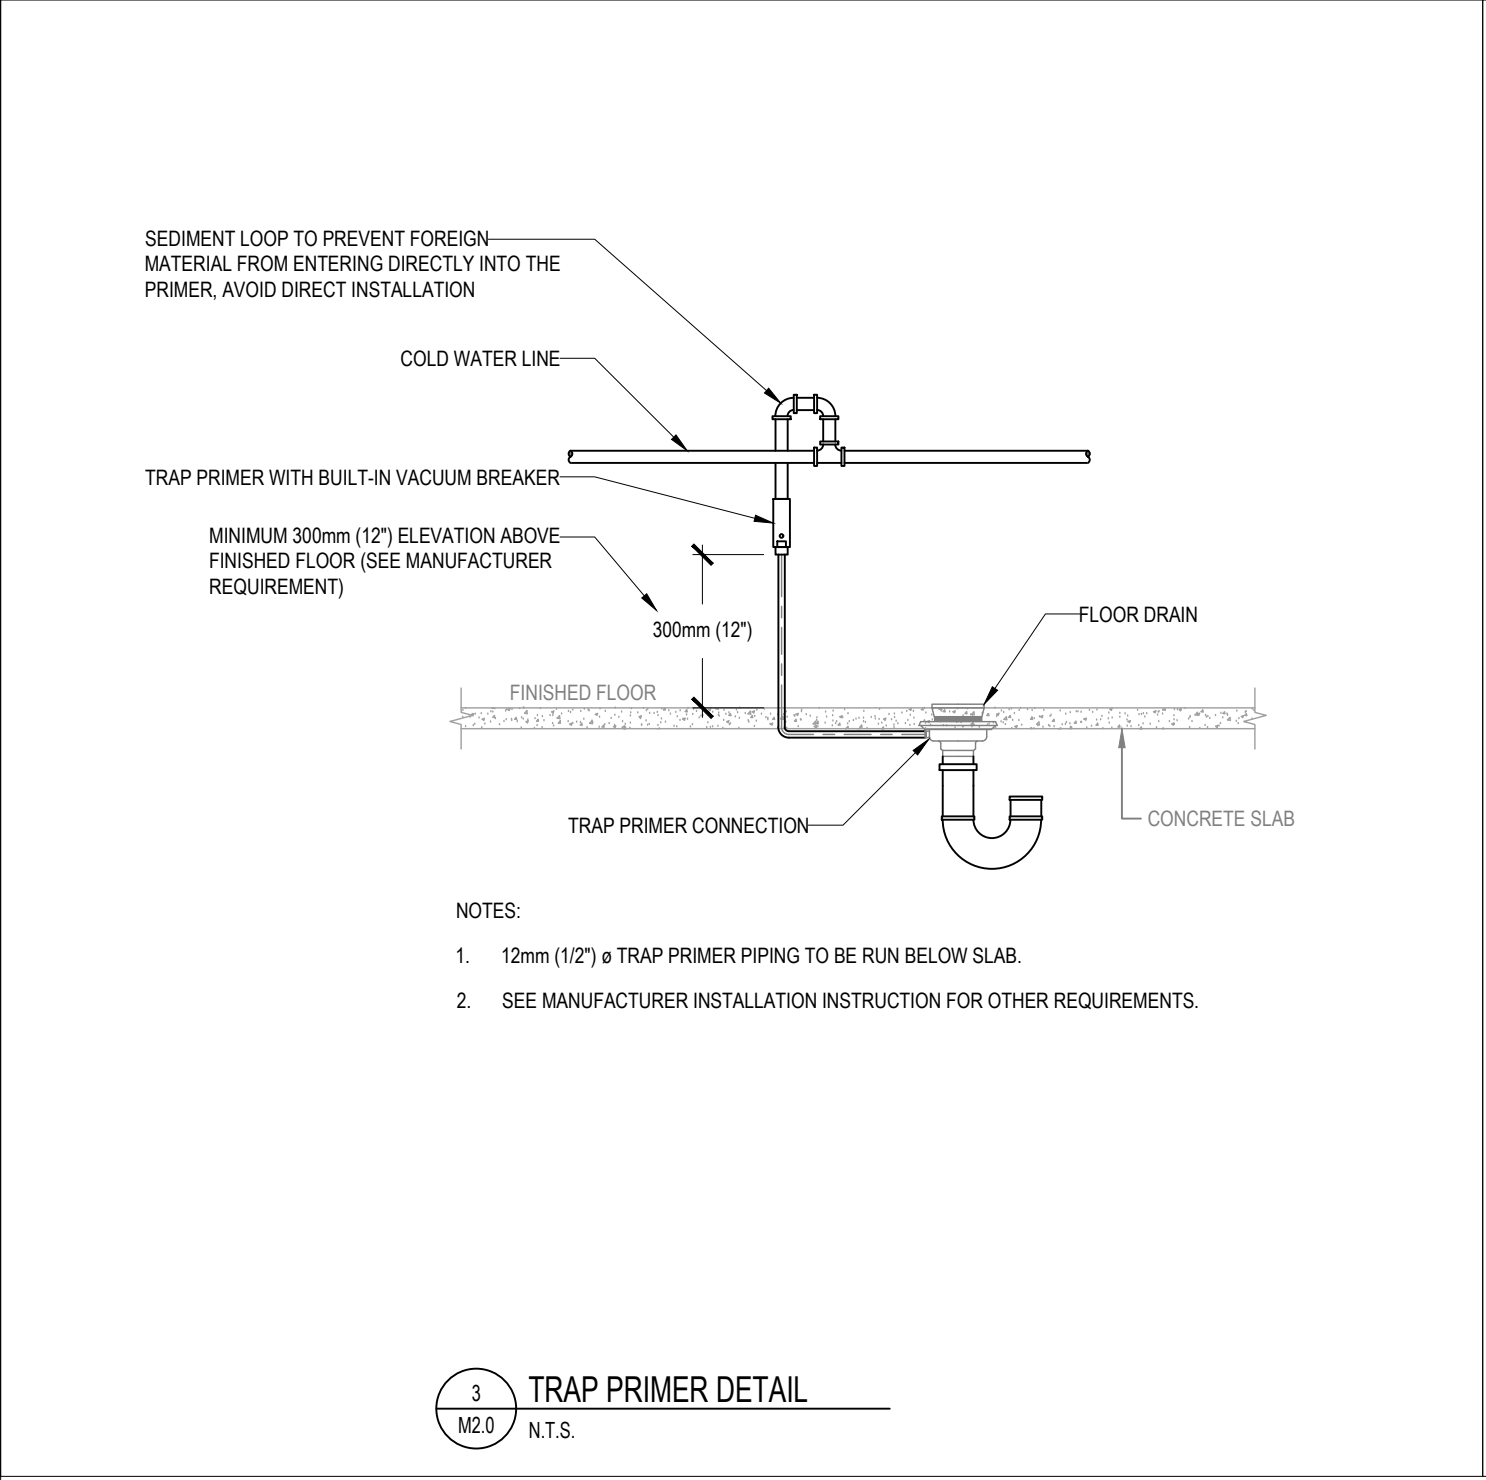 SEDIMENT LOOP TO PREVENT FOREIGN
MATERIAL FROM ENTERING DIRECTLY INTO THE
PRIMER, AVOID DIRECT INSTALLATION
COLD WATER LINE
TRAP PRIMER WITH BUILT-IN VACUUM BREAKER
MINIMUM 300mm (12") ELEVATION ABOVE
FINISHED FLOOR (SEE MANUFACTURER
REQUIREMENT)
300mm (12")
FLOOR DRAIN
FINISHED FLOOR
TRAP PRIMER CONNECTION
CONCRETE SLAB
NOTES:
1. 12mm (1/2") ø TRAP PRIMER PIPING TO BE RUN BELOW SLAB.
2. SEE MANUFACTURER INSTALLATION INSTRUCTION FOR OTHER REQUIREMENTS.
3
M2.0
TRAP PRIMER DETAIL
N.T.S.